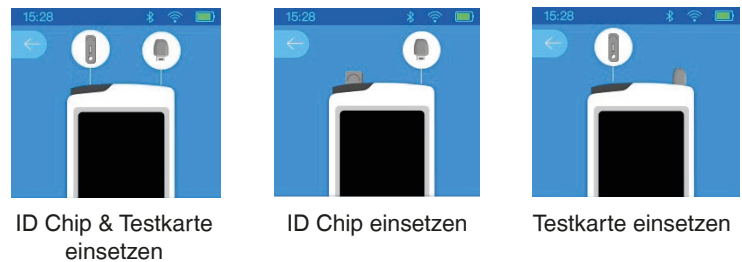 15:28
15:28
15:28
ID Chip & Testkarte
einsetzen
ID Chip einsetzen
Testkarte einsetzen